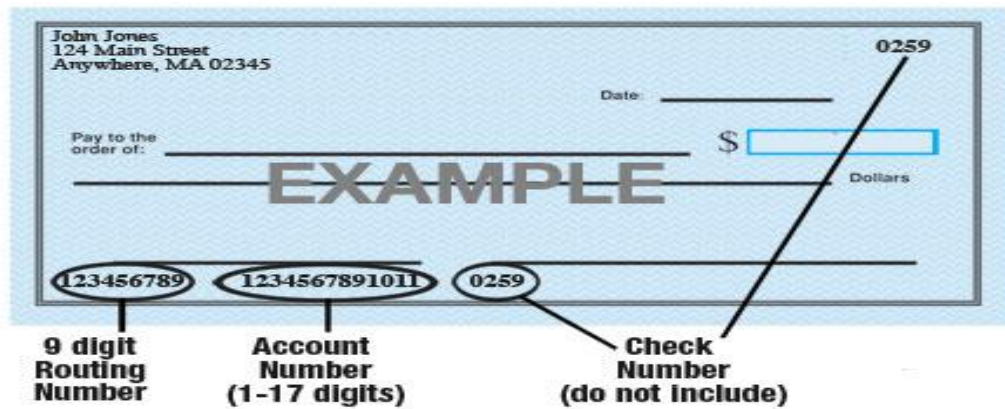 John Jones
124 Main Street
Anywhere, MA 02345
0259
Date:
Pay to the
order of:
$
EXAMPLE
Dollars
123456789 1234567891011 0259
9 digit
Routing
Number
Account
Number
(1-17 digits)
Check
Number
(do not include)